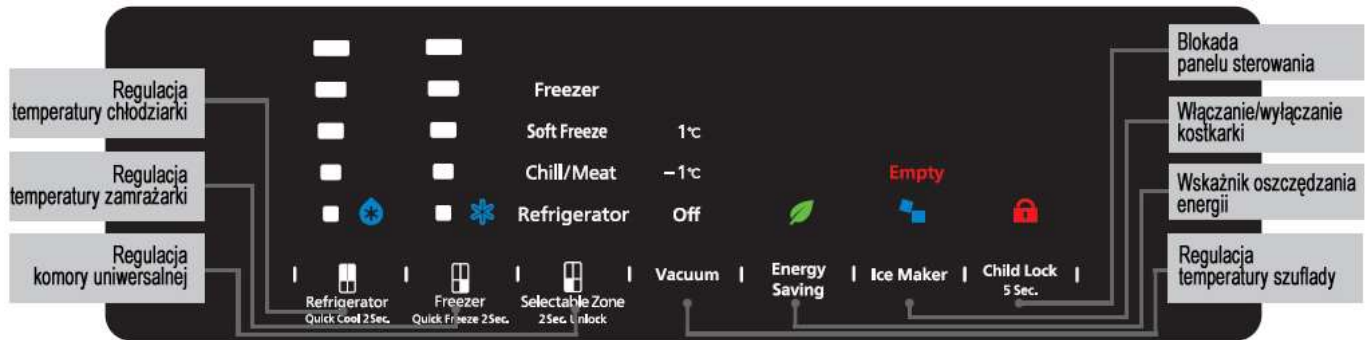 Regulacja
temperatury chłodziarki
Regulacja
temperatury zamrażarki
Regulacja
komory uniwersalnej
Freezer
Soft Freeze 1°C
Chill/Meat -1°C Empty
Refrigerator Off
Refrigerator
Quick Cool 2Sec.
Freezer
Quick Freeze 2Sec.
Selectable Zone
2Sec. Unlock
Vacuum
Energy
Saving
Ice Maker
Child Lock
5 Sec.
Blokada
panelu sterowania
Włączanie/wyłączanie
kostkarki
Wskaźnik oszczędzania
energii
Regulacja
temperatury szuflady